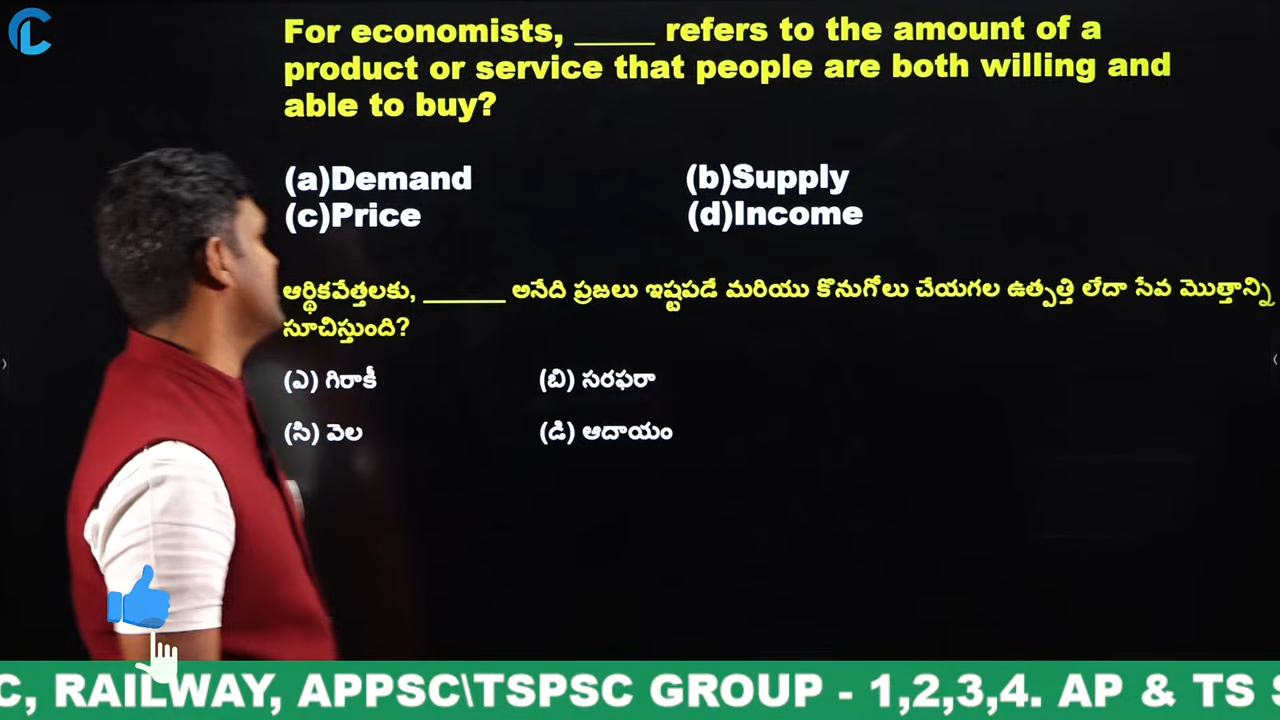 For economists, _____ refers to the amount of a
product or service that people are both willing and
able to buy?
(a)Demand (b)Supply
(c)Price (d)Income
ఆర్థికవేత్తలకు, _______ అనేది ప్రజలు ఇష్టపడే మరియు కొనుగోలు చేయగల ఉత్పత్తి లేదా సేవ మొత్తాన్ని
సూచిస్తుంది?
(ఎ) గిరాకీ (బి) సరఫరా
(సి) వెల (డి) ఆదాయం
C, RAILWAY, APPSC\TSPSC GROUP - 1,2,3,4. AP & TS S